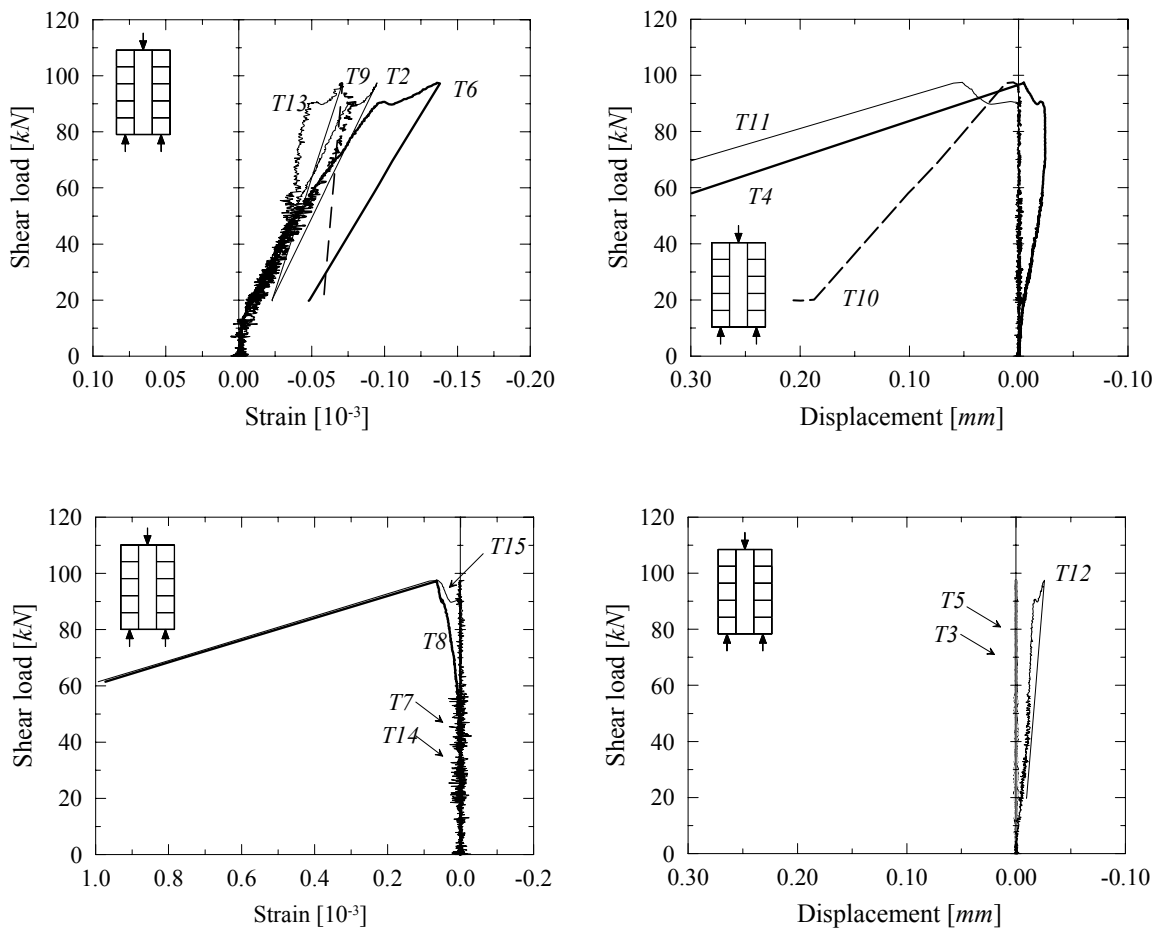 120
100
80
60
40
20
0
Shear load [kN]
T13
T9
T2
T6
0.10
0.05
0.00
-0.05
-0.10
-0.15
-0.20
Strain [10-3]
120
100
80
60
40
20
0
Shear load [kN]
T11
T4
T10
0.30
0.20
0.10
0.00
-0.10
Displacement [mm]
120
100
80
60
40
20
0
Shear load [kN]
T15
T8
T7
T14
1.0
0.8
0.6
0.4
0.2
0.0
-0.2
Strain [10-3]
120
100
80
60
40
20
0
Shear load [kN]
T12
T5
T3
0.30
0.20
0.10
0.00
-0.10
Displacement [mm]